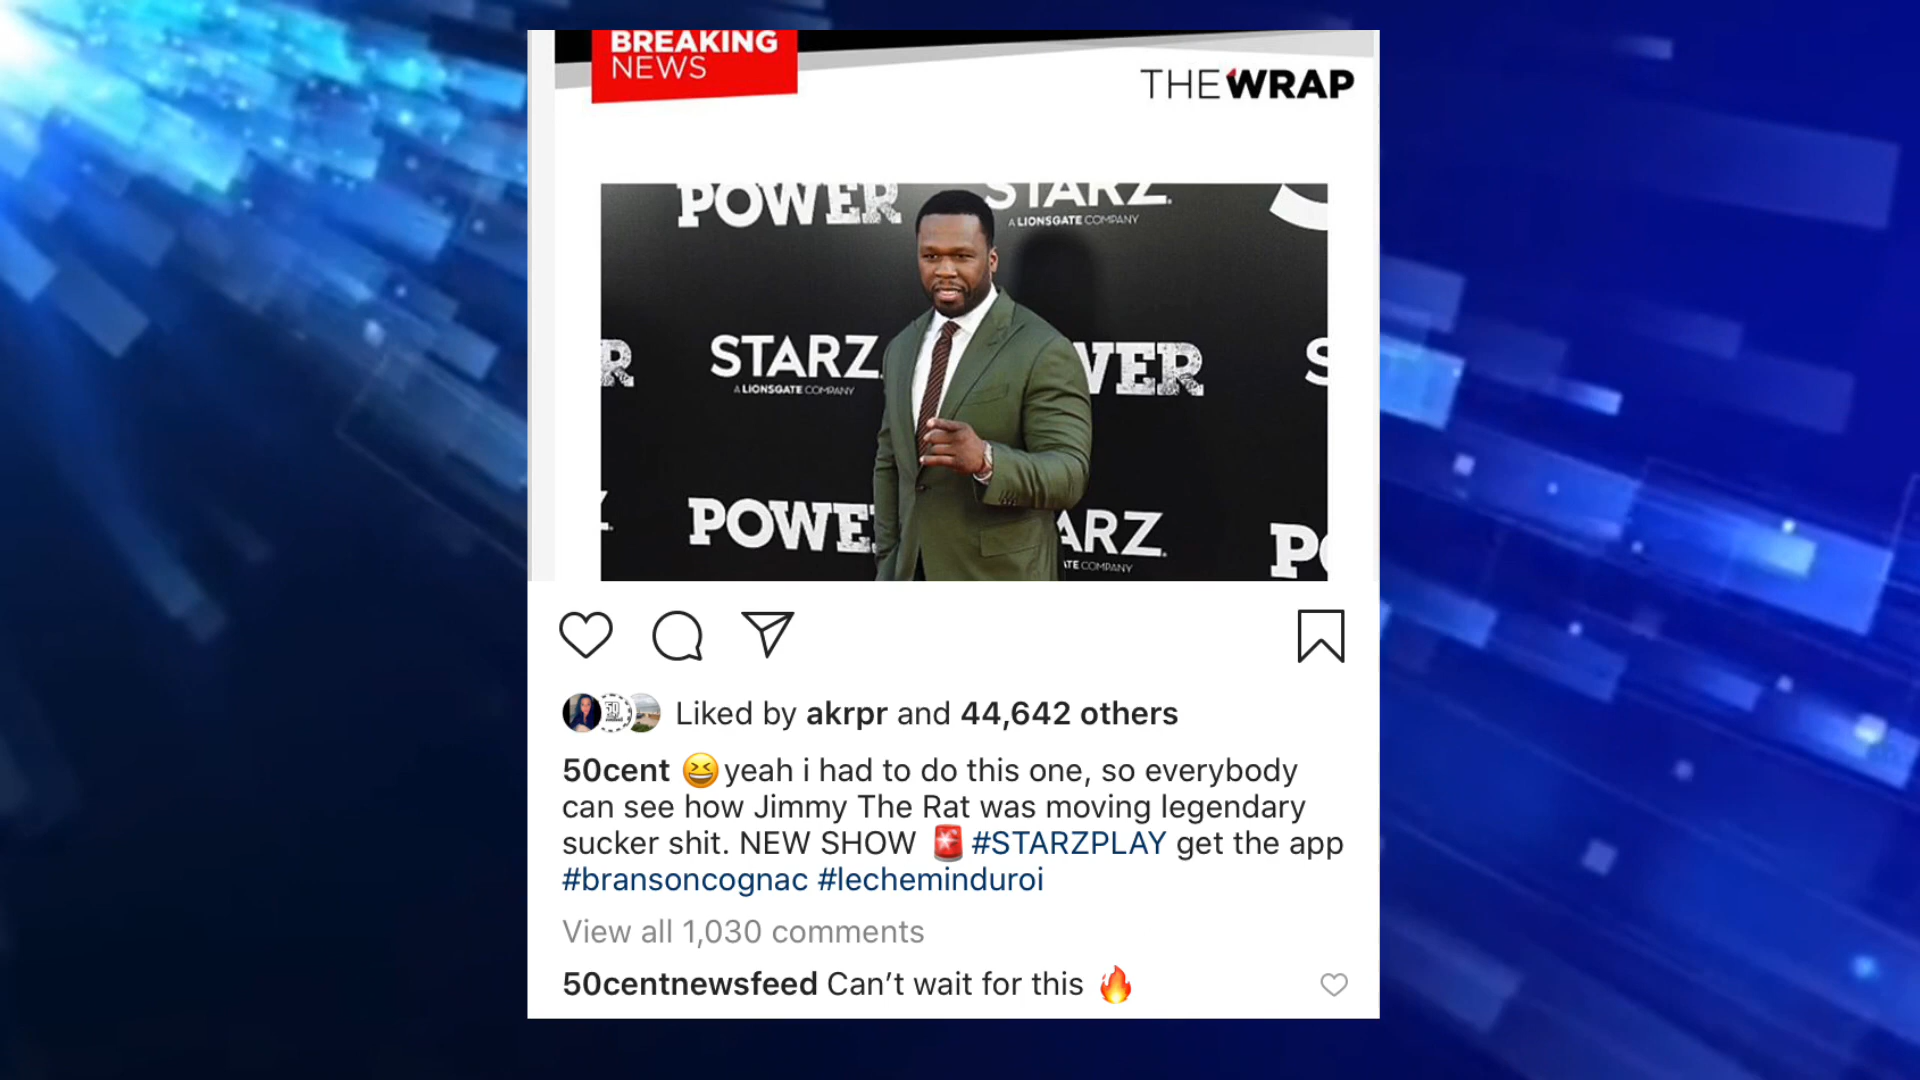 BREAKING
NEWS
THEWRAP
POWER
STARZ
A LIONSGATE COMPANY
R
STARZ
A LIONSGATE COMPANY
VER
S
POWE
ARZ
TE COMPANY
PO
Liked by akrpr and 44,642 others
50cent 😆yeah i had to do this one, so everybody
can see how Jimmy The Rat was moving legendary
sucker shit. NEW SHOW 🚨 #STARZPLAY get the app
#bransoncognac #lecheminduroi
View all 1,030 comments
50centnewsfeed Can’t wait for this 🔥